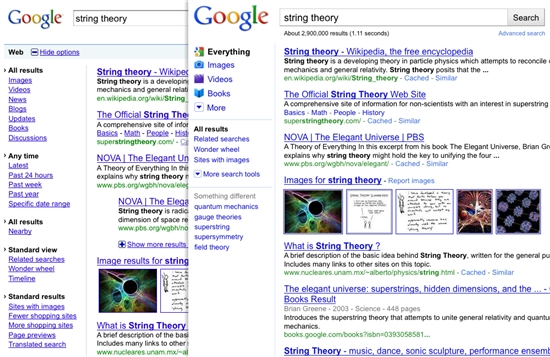 Google
string theory
Web
Hide options
All results
Images
Videos
News
Blogs
Updates
Books
Discussions
Any time
Latest
Past 24 hours
Past week
Past year
Specific date range
All results
Nearby
Standard view
Related searches
Wonder wheel
Timeline
Standard results
Sites with images
Fewer shopping sites
More shopping sites
Page previews
Translated search
String theory - Wikiped
String theory is a developi
mechanics and general rela
en.wikipedia.org/wiki/String_
The Official String Theo
A comprehensive site of info
Basics - Math - People - His
superstringtheory.com/ - Ca
NOVA | The Elegant Un
A Theory of Everything In thi
explains why string theory m
www.pbs.org/wgbh/nova/ele
NOVA | The Elegant U
String theory is radica
dimension of space re
www.pbs.org/wgbh/nova
Show more results
Image results for string
What is String Theory
A brief description of the basi
Includes many links to other
www.nucleares.unam.mx/~a
Google
string theory
Search
About 2,900,000 results (1.11 seconds)
Advanced search
Everything
Images
Videos
Books
More
All results
Related searches
Wonder wheel
Sites with images
More search tools
Something different
quantum mechanics
gauge theories
superstring
supersymmetry
field theory
String theory - Wikipedia, the free encyclopedia
String theory is a developing theory in particle physics which attempts to reconcile
mechanics and general relativity. String theory posits that the ...
en.wikipedia.org/wiki/String_theory - Cached - Similar
The Official String Theory Web Site
A comprehensive site of information for non-scientists with an interest in superstring
Basics - Math - People - History
superstringtheory.com/ - Cached - Similar
NOVA | The Elegant Universe | PBS
A Theory of Everything In this excerpt from his book The Elegant Universe, Brian Gre
explains why string theory might hold the key to unifying the four ...
www.pbs.org/wgbh/nova/elegant/ - Cached - Similar
Images for string theory - Report images
What is String Theory ?
A brief description of the basic idea behind String Theory, written for the general pu
Includes many links to other sites on this topic.
www.nucleares.unam.mx/~alberto/physics/string.html - Cached - Similar
The elegant universe: superstrings, hidden dimensions, and the ... - G
Books Result
Brian Greene - 2003 - Science - 448 pages
Introduces the superstring theory that attempts to unite general relativity and quantum
mechanics.
books.google.com/books?isbn=0393058581...
String theory - music, dance, sonic sculpture, performance